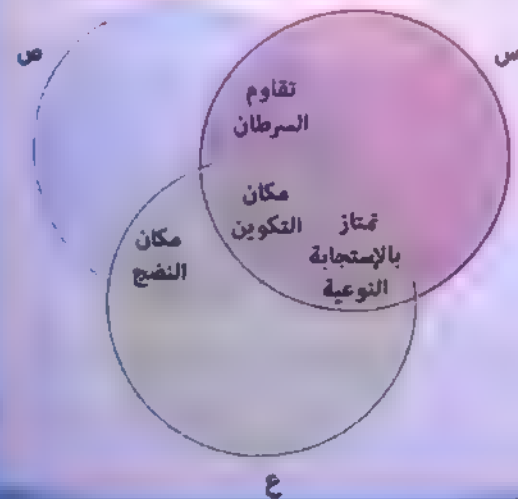 ص
س
تقاوم
السرطان
مكان
التكوين
تمتاز
بالإستجابة
النوعية
مكان
النضج
ع